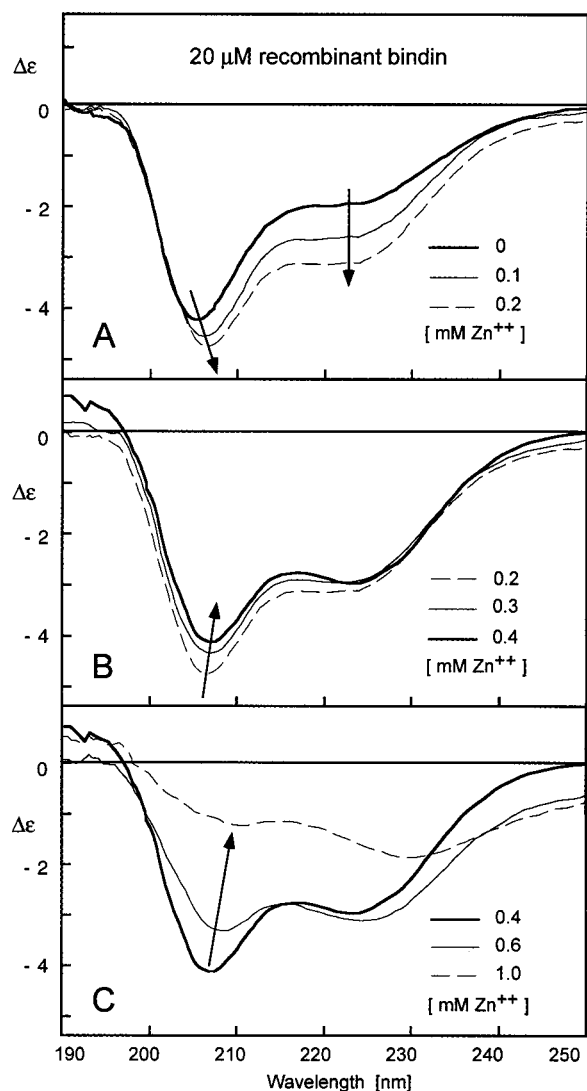 20 μM recombinant bindin
Δε
0
- 2
- 4
A
0
0.1
0.2
[ mM Zn++ ]
Δε
0
- 2
- 4
B
0.2
0.3
0.4
[ mM Zn++ ]
Δε
0
- 2
- 4
C
0.4
0.6
1.0
[ mM Zn++ ]
190 200 210 220 230 240 250
Wavelength [nm]